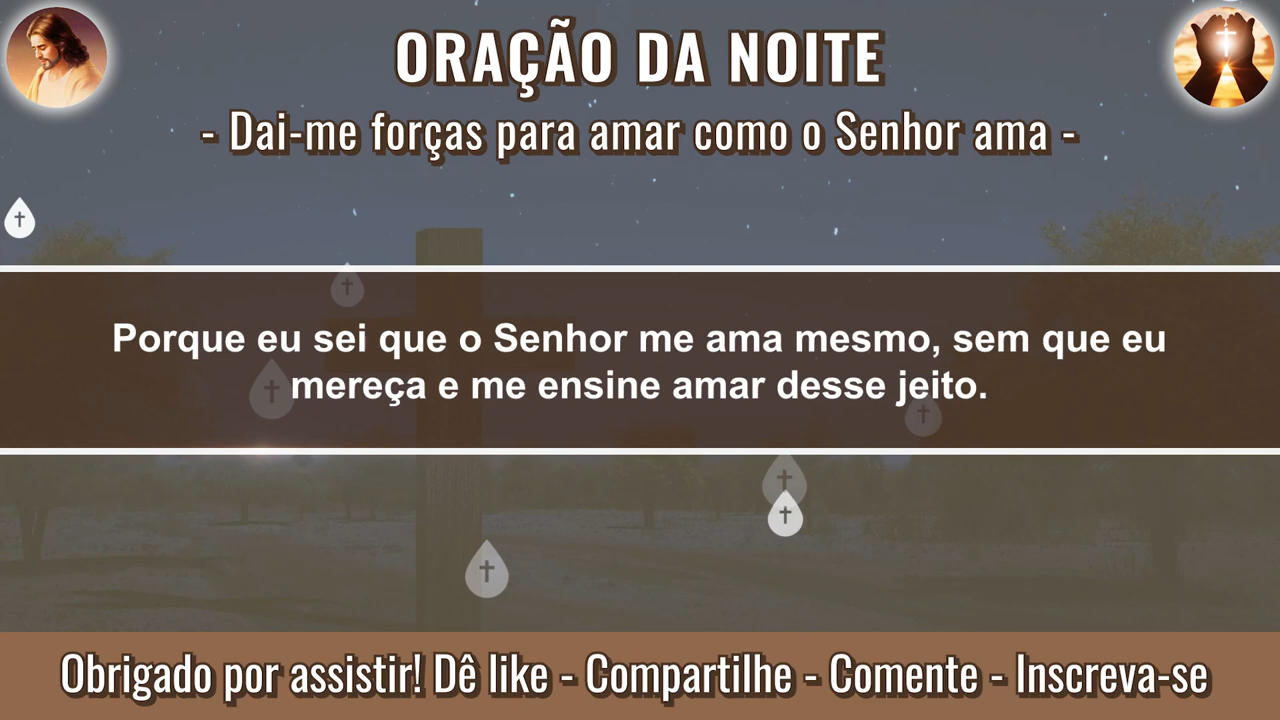 ORAÇÃO DA NOITE
- Dai-me forças para amar como o Senhor ama -
Porque eu sei que o Senhor me ama mesmo, sem que eu
mereça e me ensine amar desse jeito.
Obrigado por assistir! Dê like - Compartilhe - Comente - Inscreva-se